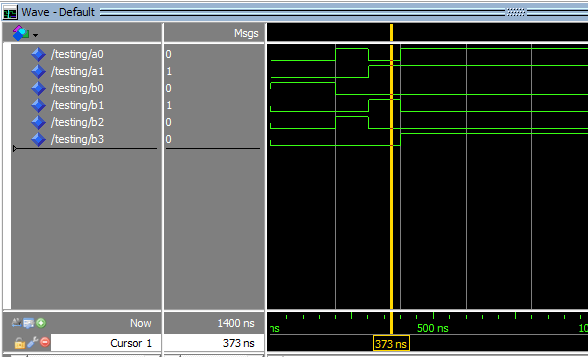 Wave - Default
Msgs
/testing/a0 0
/testing/a1 1
/testing/b0 0
/testing/b1 1
/testing/b2 0
/testing/b3 0
Now 1400 ns ns 500 ns 10
Cursor 1 373 ns 373 ns